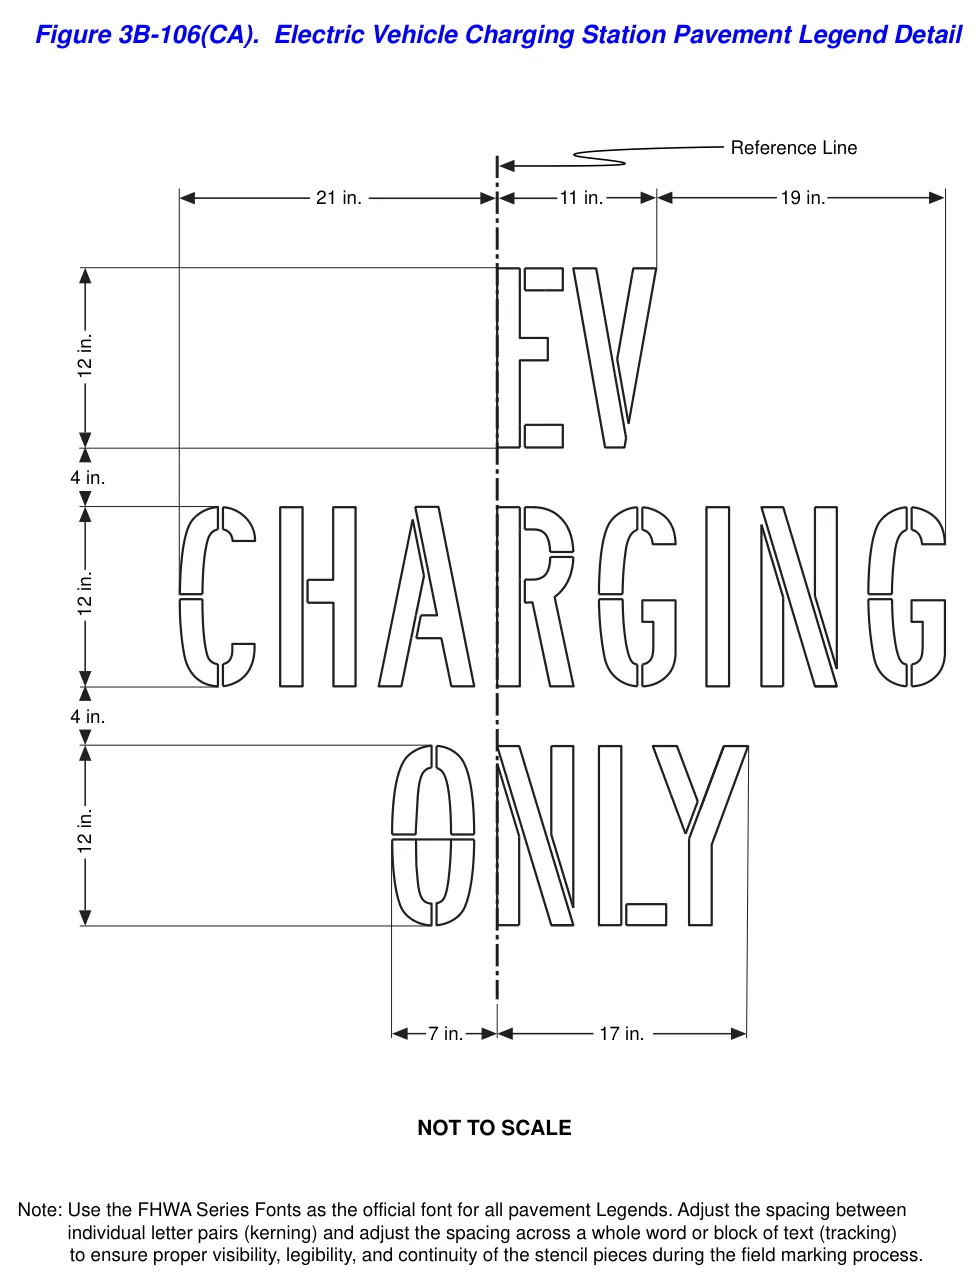 Figure 3B-106(CA). Electric Vehicle Charging Station Pavement Legend Detail
Reference Line
21 in.
11 in.
19 in.
12 in.
EV
4 in.
12 in.
CHARGING
4 in.
12 in.
ONLY
7 in.
17 in.
NOT TO SCALE
Note: Use the FHWA Series Fonts as the official font for all pavement Legends. Adjust the spacing between
individual letter pairs (kerning) and adjust the spacing across a whole word or block of text (tracking)
to ensure proper visibility, legibility, and continuity of the stencil pieces during the field marking process.